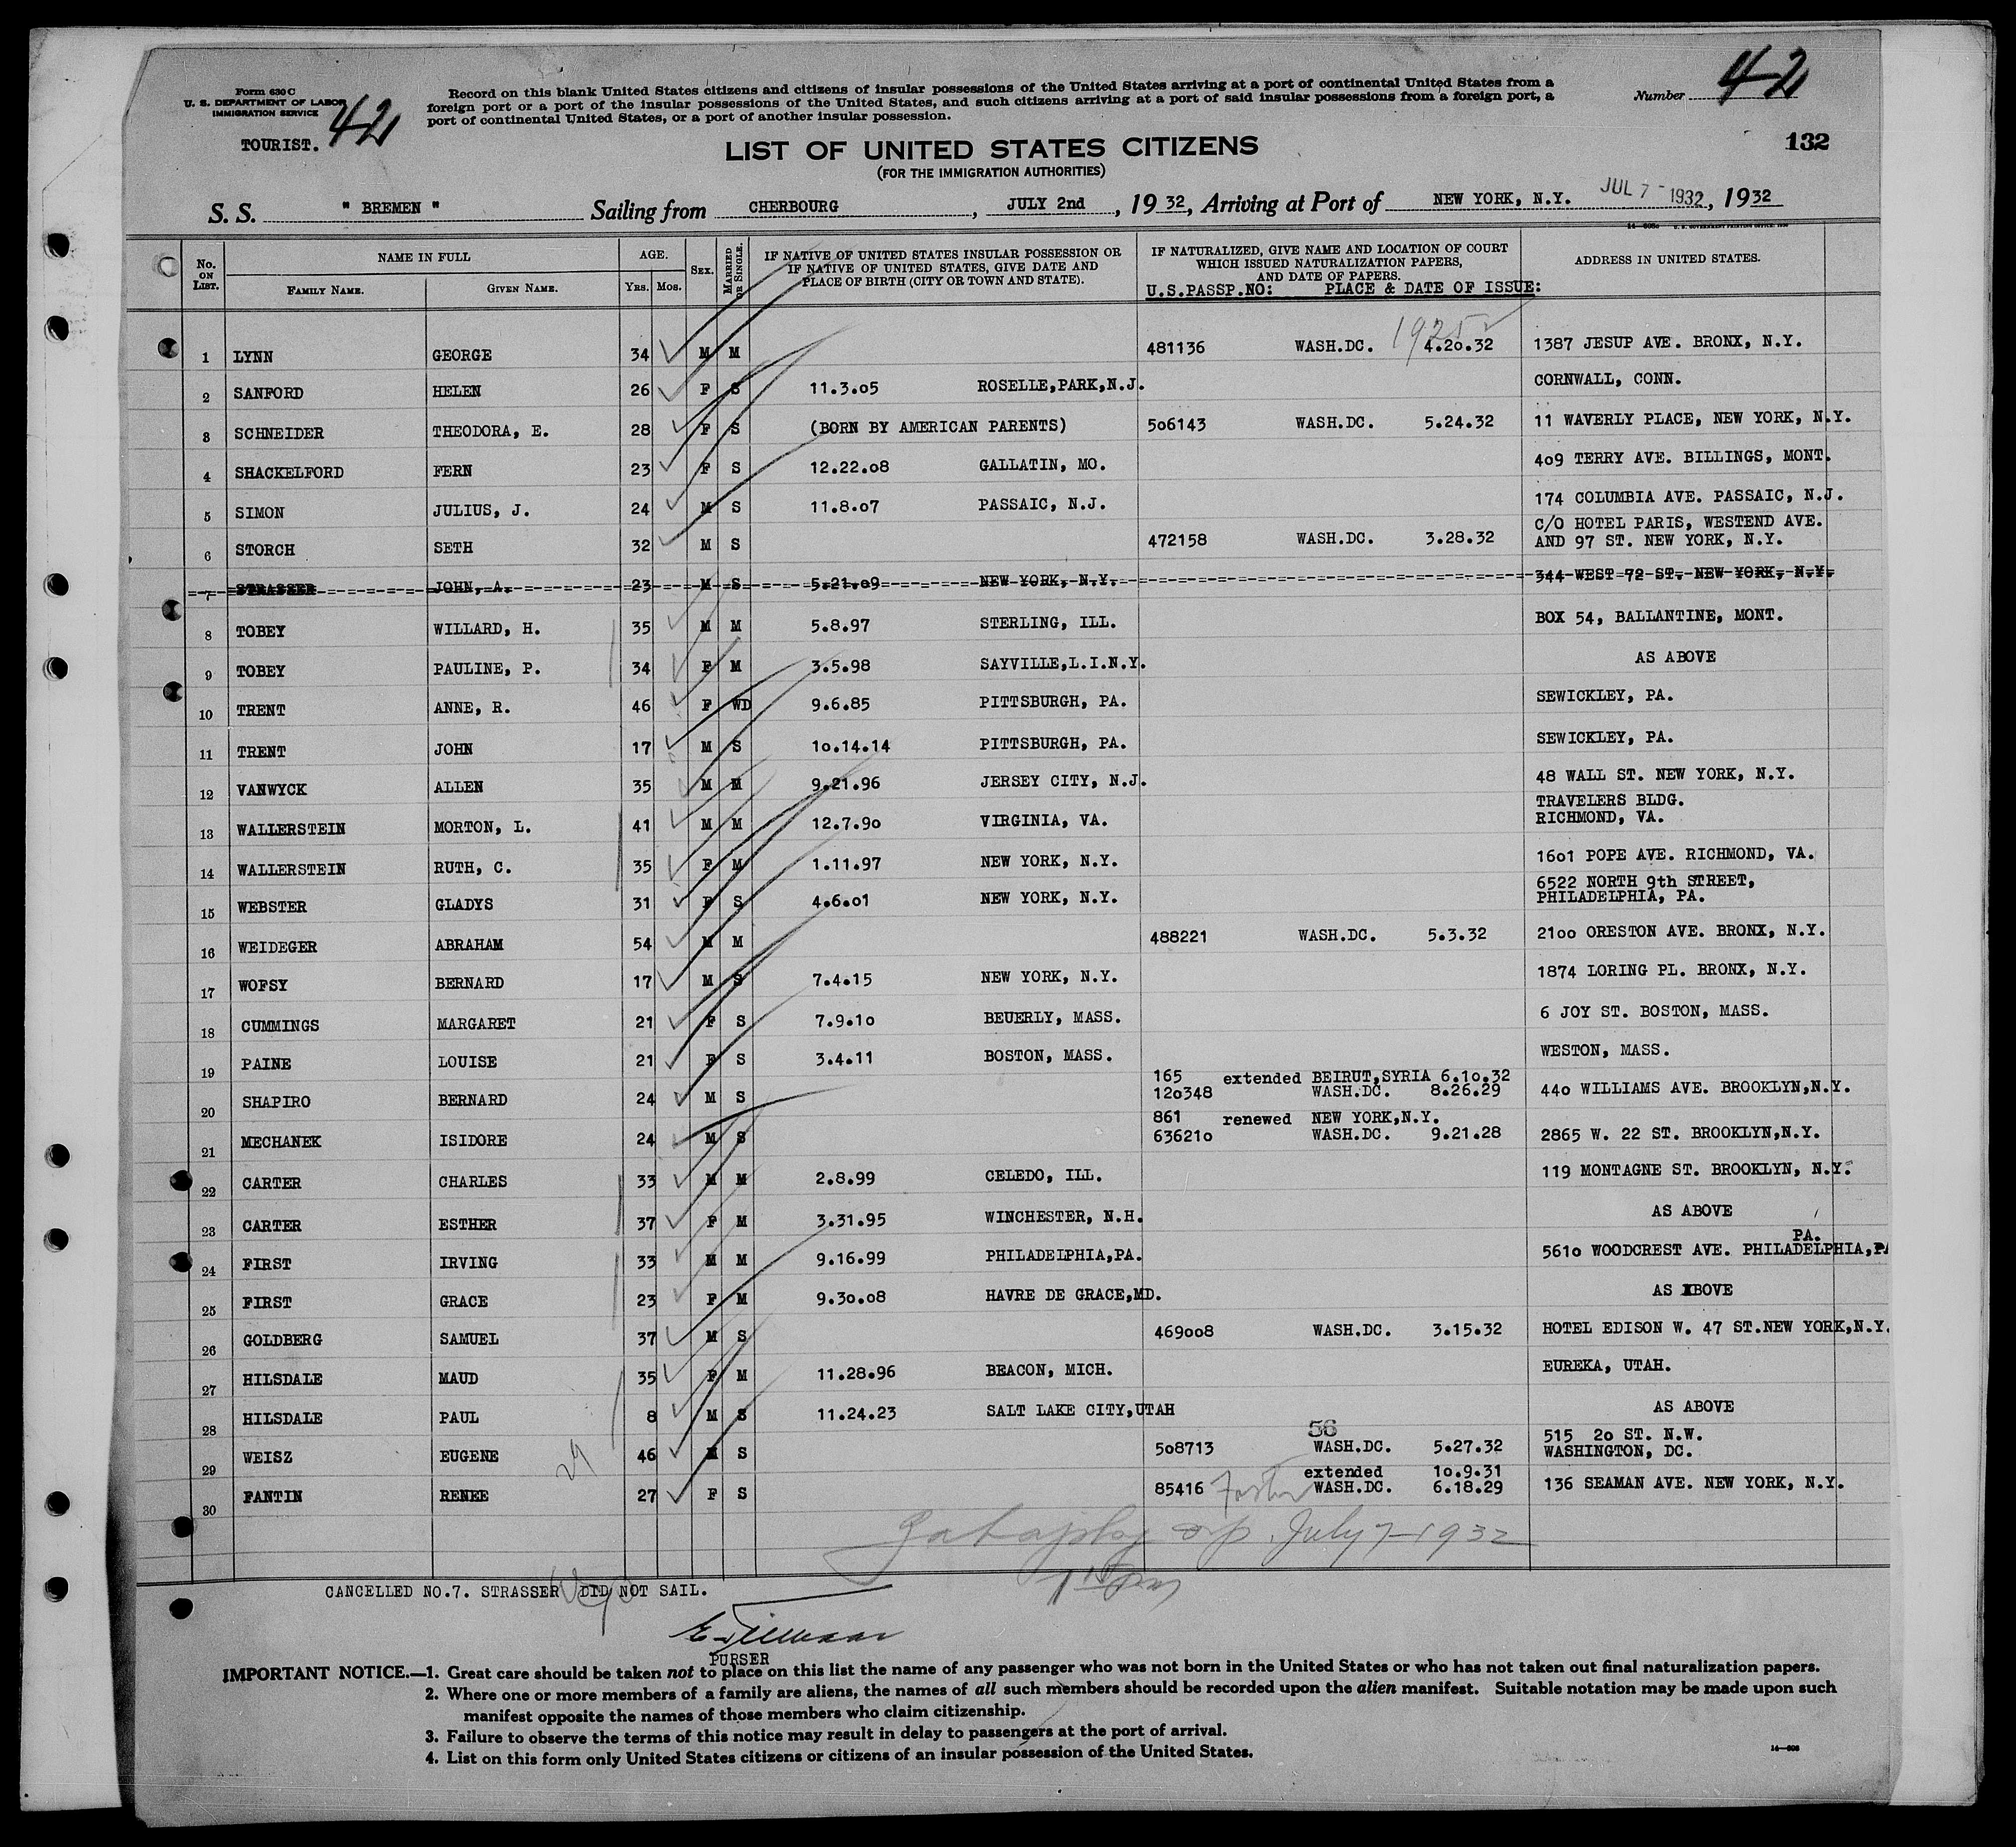 Form 630 C
U. S. DEPARTMENT OF LABOR
IMMIGRATION SERVICE
TOURIST. 42
Record on this blank United States citizens and citizens of insular possessions of the United States arriving at a port of continental United States from a
foreign port or a port of the insular possessions of the United States, and such citizens arriving at a port of said insular possessions from a foreign port, a
port of continental United States, or a port of another insular possession.
Number 42
132
LIST OF UNITED STATES CITIZENS
(FOR THE IMMIGRATION AUTHORITIES)
S. S. " BREMEN " Sailing from CHERBOURG , JULY 2nd , 19 32, Arriving at Port of NEW YORK, N.Y. JUL 7 - 1932 , 19 32
No. ON LIST. NAME IN FULL FAMILY NAME. GIVEN NAME. AGE. YRS. MOS. SEX. MARRIED OR SINGLE. IF NATIVE OF UNITED STATES INSULAR POSSESSION OR IF NATIVE OF UNITED STATES, GIVE DATE AND PLACE OF BIRTH (CITY OR TOWN AND STATE). IF NATURALIZED, GIVE NAME AND LOCATION OF COURT WHICH ISSUED NATURALIZATION PAPERS, AND DATE OF PAPERS. ADDRESS IN UNITED STATES.
U.S.PASSP.NO: PLACE & DATE OF ISSUE:
1925
1 LYNN GEORGE 34 M M 481136 WASH.DC. 4.20.32 1387 JESUP AVE. BRONX, N.Y.
2 SANFORD HELEN 26 F S 11.3.05 ROSELLE,PARK,N.J. CORNWALL, CONN.
3 SCHNEIDER THEODORA, E. 28 F S (BORN BY AMERICAN PARENTS) 506143 WASH.DC. 5.24.32 11 WAVERLY PLACE, NEW YORK, N.Y.
4 SHACKELFORD FERN 23 F S 12.22.08 GALLATIN, MO. 409 TERRY AVE. BILLINGS, MONT.
5 SIMON JULIUS, J. 24 M S 11.8.07 PASSAIC, N.J. 174 COLUMBIA AVE. PASSAIC, N.J.
6 STORCH SETH 32 M S 472158 WASH.DC. 3.28.32 C/O HOTEL PARIS, WESTEND AVE. AND 97 ST. NEW YORK, N.Y.
7 STRASSER JOHN, A. 23 M S 5.21.09 NEW YORK, N.Y. 344 WEST 72 ST. NEW YORK, N.Y.
8 TOBEY WILLARD, H. 35 M M 5.8.97 STERLING, ILL. BOX 54, BALLANTINE, MONT.
9 TOBEY PAULINE, P. 34 F M 3.5.98 SAYVILLE,L.I.N.Y. AS ABOVE
10 TRENT ANNE, R. 46 F WD 9.6.85 PITTSBURGH, PA. SEWICKLEY, PA.
11 TRENT JOHN 17 M S 10.14.14 PITTSBURGH, PA. SEWICKLEY, PA.
12 VANWYCK ALLEN 35 M M 9.21.96 JERSEY CITY, N.J. 48 WALL ST. NEW YORK, N.Y.
13 WALLERSTEIN MORTON, L. 41 M M 12.7.90 VIRGINIA, VA. TRAVELERS BLDG. RICHMOND, VA.
14 WALLERSTEIN RUTH, C. 35 F M 1.11.97 NEW YORK, N.Y. 1601 POPE AVE. RICHMOND, VA.
15 WEBSTER GLADYS 31 F S 4.6.01 NEW YORK, N.Y. 6522 NORTH 9th STREET, PHILADELPHIA, PA.
16 WEIDEGER ABRAHAM 54 M M 488221 WASH.DC. 5.3.32 2100 ORESTON AVE. BRONX, N.Y.
17 WOFSY BERNARD 17 M S 7.4.15 NEW YORK, N.Y. 1874 LORING PL. BRONX, N.Y.
18 CUMMINGS MARGARET 21 F S 7.9.10 BEUERLY, MASS. 6 JOY ST. BOSTON, MASS.
19 PAINE LOUISE 21 F S 3.4.11 BOSTON, MASS. WESTON, MASS.
165 extended BEIRUT,SYRIA 6.10.32
20 SHAPIRO BERNARD 24 M S 120348 WASH.DC. 8.26.29 440 WILLIAMS AVE. BROOKLYN,N.Y.
861 renewed NEW YORK,N.Y.
21 MECHANEK ISIDORE 24 M S 636210 WASH.DC. 9.21.28 2865 W. 22 ST. BROOKLYN,N.Y.
22 CARTER CHARLES 33 M M 2.8.99 CELEDO, ILL. 119 MONTAGNE ST. BROOKLYN, N.Y.
23 CARTER ESTHER 37 F M 3.31.95 WINCHESTER, N.H. AS ABOVE
PA.
24 FIRST IRVING 33 M M 9.16.99 PHILADELPHIA,PA. 5610 WOODCREST AVE. PHILADELPHIA,PA
25 FIRST GRACE 23 F M 9.30.08 HAVRE DE GRACE,MD. AS ABOVE
26 GOLDBERG SAMUEL 37 M S 469008 WASH.DC. 3.15.32 HOTEL EDISON W. 47 ST.NEW YORK,N.Y.
27 HILSDALE MAUD 35 F M 11.28.96 BEACON, MICH. EUREKA, UTAH.
28 HILSDALE PAUL 8 M S 11.24.23 SALT LAKE CITY,UTAH AS ABOVE
56
29 WEISZ EUGENE 46 M S 508713 WASH.DC. 5.27.32 515 20 ST. N.W. WASHINGTON, DC.
extended 10.9.31
30 FANTIN RENEE 27 F S 85416 WASH.DC. 6.18.29 136 SEAMAN AVE. NEW YORK, N.Y.
July 7-1932
CANCELLED NO.7. STRASSER DID NOT SAIL.
PURSER
IMPORTANT NOTICE.—1. Great care should be taken not to place on this list the name of any passenger who was not born in the United States or who has not taken out final naturalization papers.
2. Where one or more members of a family are aliens, the names of all such members should be recorded upon the alien manifest. Suitable notation may be made upon such
manifest opposite the names of those members who claim citizenship.
3. Failure to observe the terms of this notice may result in delay to passengers at the port of arrival.
4. List on this form only United States citizens or citizens of an insular possession of the United States.